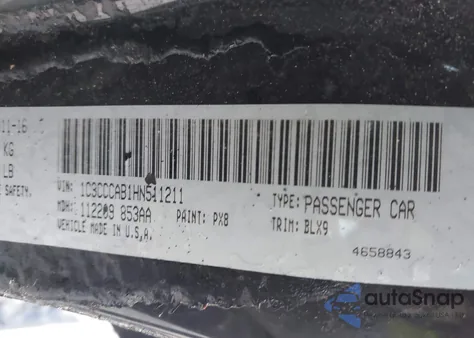 11-16
KG
LB
E SAFETY.
VIN: 1C3CCCAB1HN541211
MDH: 112209 853AA PAINT: PX8
VEHICLE MADE IN U.S.A.
TYPE: PASSENGER CAR
TRIM: BLX9
4658843
autoSnap